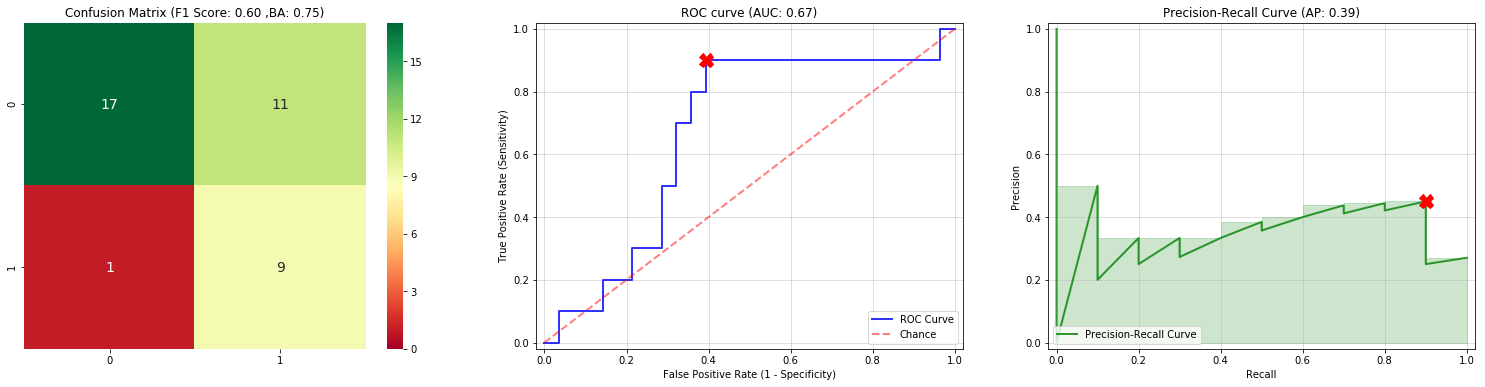 Confusion Matrix (F1 Score: 0.60 ,BA: 0.75)
0
17
11
1
1
9
0
1
15
12
9
6
3
0
ROC curve (AUC: 0.67)
True Positive Rate (Sensitivity)
1.0
0.8
0.6
0.4
0.2
0.0
ROC Curve
Chance
0.0 0.2 0.4 0.6 0.8 1.0
False Positive Rate (1 - Specificity)
Precision-Recall Curve (AP: 0.39)
Precision
1.0
0.8
0.6
0.4
0.2
0.0
Precision-Recall Curve
0.0 0.2 0.4 0.6 0.8 1.0
Recall